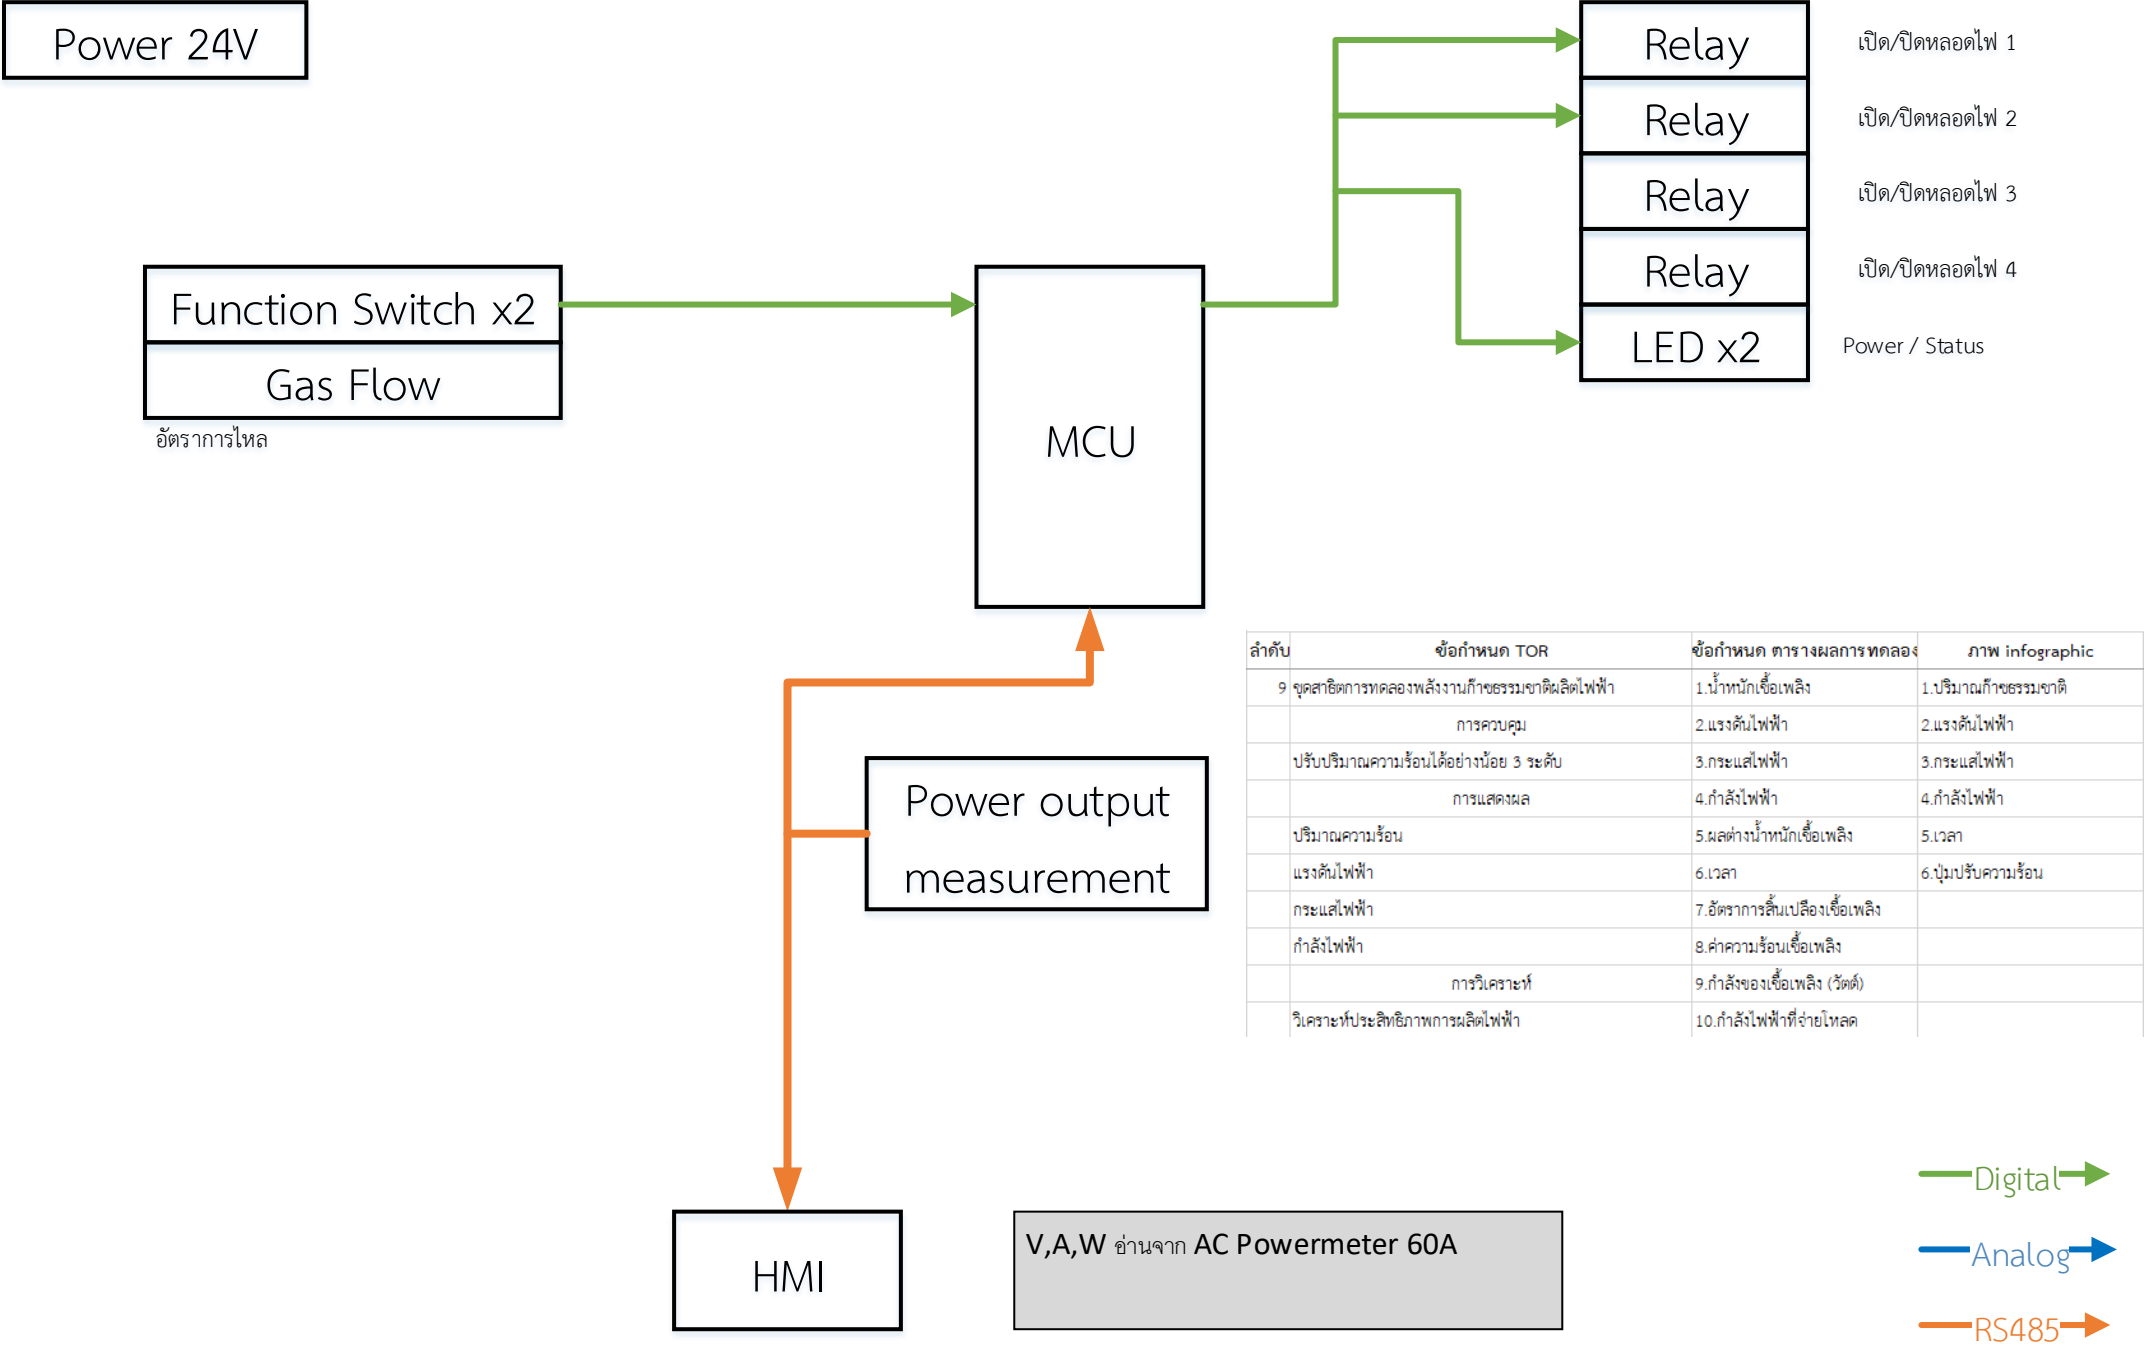 Power 24V
Relay เปิด/ปิดหลอดไฟ 1
Relay เปิด/ปิดหลอดไฟ 2
Relay เปิด/ปิดหลอดไฟ 3
Relay เปิด/ปิดหลอดไฟ 4
LED x2 Power / Status
Function Switch x2
Gas Flow
อัตราการไหล
MCU
ลำดับ ข้อกำหนด TOR ข้อกำหนด ตารางผลการทดลอง ภาพ infographic
9 ชุดสาธิตการทดลองพลังงานก๊าซธรรมชาติผลิตไฟฟ้า 1.น้ำหนักเชื้อเพลิง 1.ปริมาณก๊าซธรรมชาติ
การควบคุม 2.แรงดันไฟฟ้า 2.แรงดันไฟฟ้า
ปรับปริมาณความร้อนได้อย่างน้อย 3 ระดับ 3.กระแสไฟฟ้า 3.กระแสไฟฟ้า
การแสดงผล 4.กำลังไฟฟ้า 4.กำลังไฟฟ้า
ปริมาณความร้อน 5.ผลต่างน้ำหนักเชื้อเพลิง 5.เวลา
แรงดันไฟฟ้า 6.เวลา 6.ปุ่มปรับความร้อน
กระแสไฟฟ้า 7.อัตราการสิ้นเปลืองเชื้อเพลิง
กำลังไฟฟ้า 8.ค่าความร้อนเชื้อเพลิง
การวิเคราะห์ 9.กำลังของเชื้อเพลิง (วัตต์)
วิเคราะห์ประสิทธิภาพการผลิตไฟฟ้า 10.กำลังไฟฟ้าที่จ่ายโหลด
Power output
measurement
HMI
V,A,W อ่านจาก AC Powermeter 60A
Digital
Analog
RS485